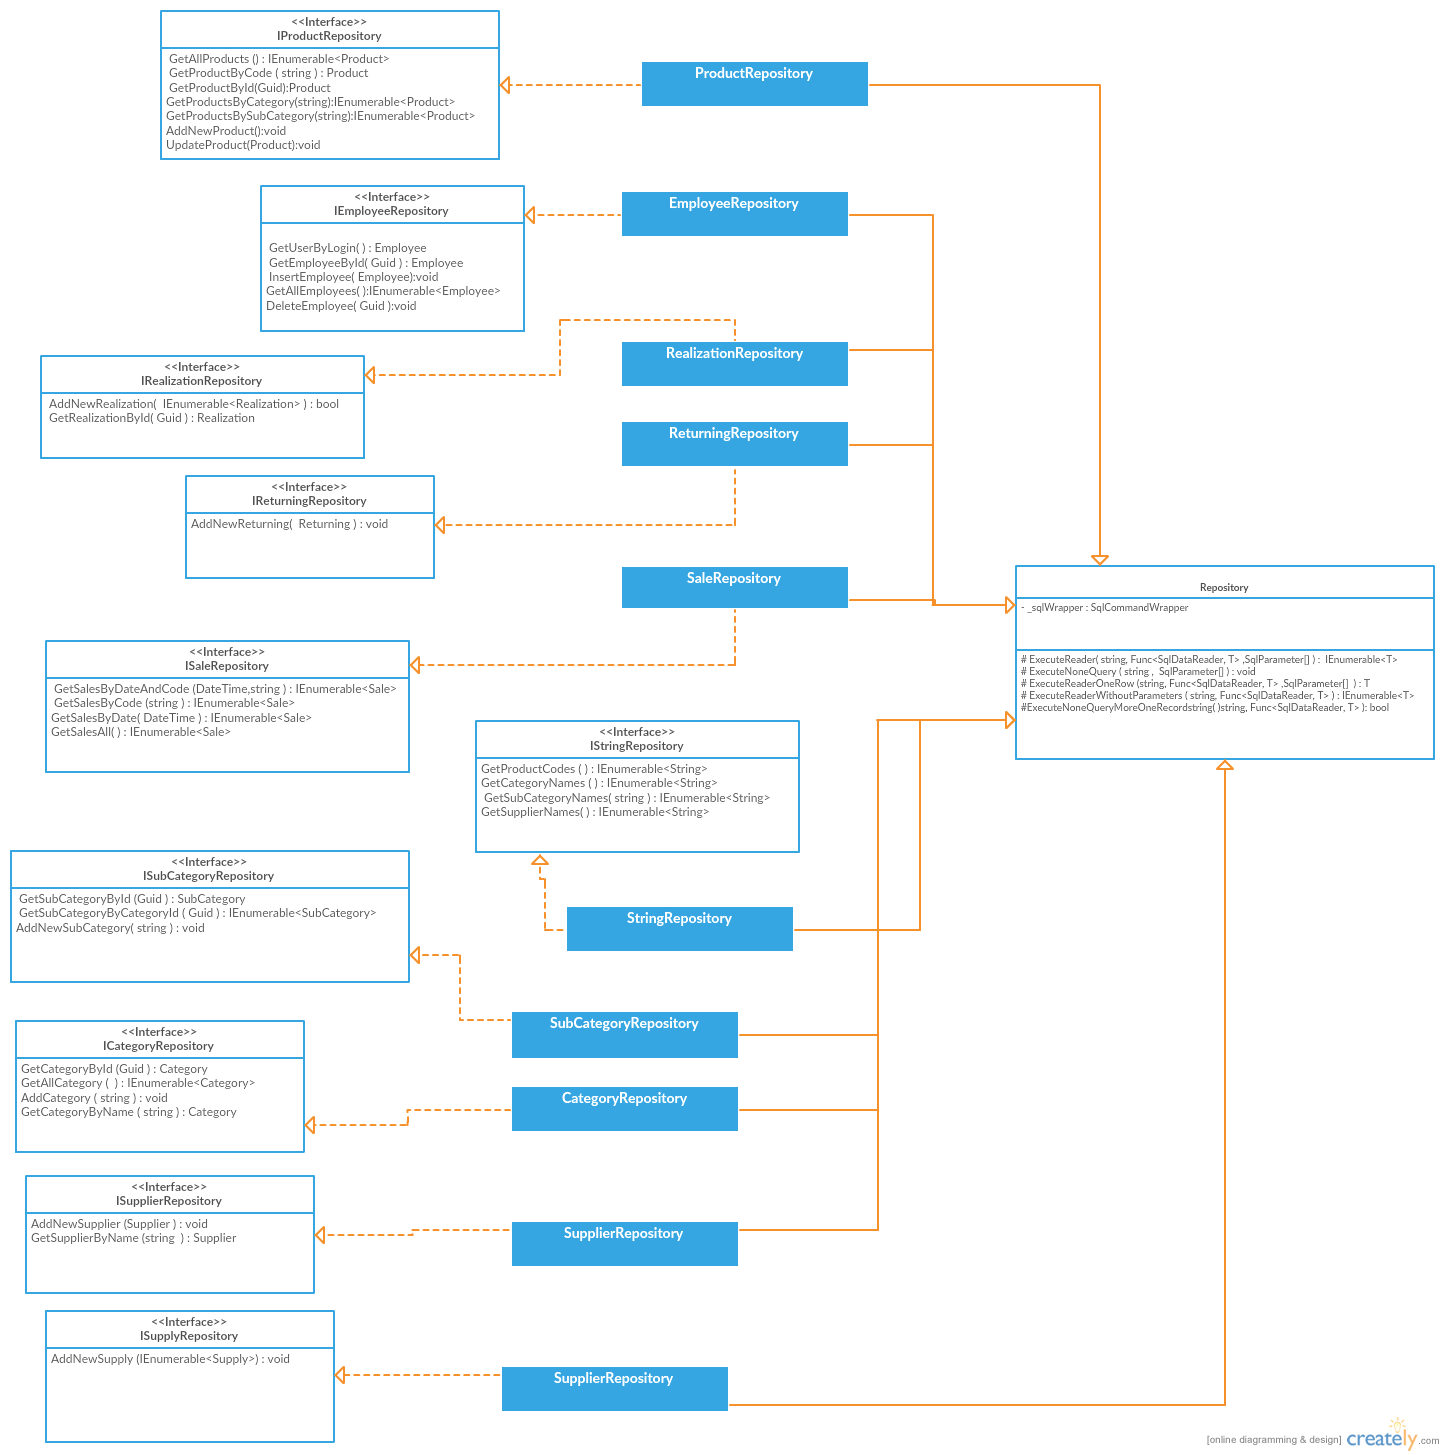 <<Interface>>
IProductRepository
GetAllProducts () : IEnumerable<Product>
GetProductByCode ( string ) : Product
GetProductById(Guid):Product
GetProductsByCategory(string):IEnumerable<Product>
GetProductsBySubCategory(string):IEnumerable<Product>
AddNewProduct():void
UpdateProduct(Product):void
ProductRepository
<<Interface>>
IEmployeeRepository
GetUserByLogin( ) : Employee
GetEmployeeById( Guid ) : Employee
InsertEmployee( Employee):void
GetAllEmployees( ):IEnumerable<Employee>
DeleteEmployee( Guid ):void
EmployeeRepository
<<Interface>>
IRealizationRepository
AddNewRealization(  IEnumerable<Realization> ) : bool
GetRealizationById( Guid ) : Realization
RealizationRepository
ReturningRepository
<<Interface>>
IReturningRepository
AddNewReturning(  Returning ) : void
SaleRepository
Repository
- _sqlWrapper : SqlCommandWrapper
# ExecuteReader( string, Func<SqlDataReader, T> ,SqlParameter[] ) :  IEnumerable<T>
# ExecuteNoneQuery ( string ,  SqlParameter[] ) : void
# ExecuteReaderOneRow (string, Func<SqlDataReader, T> ,SqlParameter[]  ) : T
# ExecuteReaderWithoutParameters ( string, Func<SqlDataReader, T> ) : IEnumerable<T>
#ExecuteNoneQueryMoreOneRecordstring( )string, Func<SqlDataReader, T> ): bool
<<Interface>>
ISaleRepository
GetSalesByDateAndCode (DateTime,string ) : IEnumerable<Sale>
GetSalesByCode (string ) : IEnumerable<Sale>
GetSalesByDate( DateTime ) : IEnumerable<Sale>
GetSalesAll( ) : IEnumerable<Sale>
<<Interface>>
IStringRepository
GetProductCodes ( ) : IEnumerable<String>
GetCategoryNames ( ) : IEnumerable<String>
GetSubCategoryNames( string ) : IEnumerable<String>
GetSupplierNames( ) : IEnumerable<String>
<<Interface>>
ISubCategoryRepository
GetSubCategoryById (Guid ) : SubCategory
GetSubCategoryByCategoryId ( Guid ) : IEnumerable<SubCategory>
AddNewSubCategory( string ) : void
StringRepository
SubCategoryRepository
<<Interface>>
ICategoryRepository
GetCategoryById (Guid ) : Category
GetAllCategory (  ) : IEnumerable<Category>
AddCategory ( string ) : void
GetCategoryByName ( string ) : Category
CategoryRepository
<<Interface>>
ISupplierRepository
AddNewSupplier (Supplier ) : void
GetSupplierByName (string  ) : Supplier
SupplierRepository
<<Interface>>
ISupplyRepository
AddNewSupply (IEnumerable<Supply>) : void
SupplierRepository
[online diagramming & design] creately.com